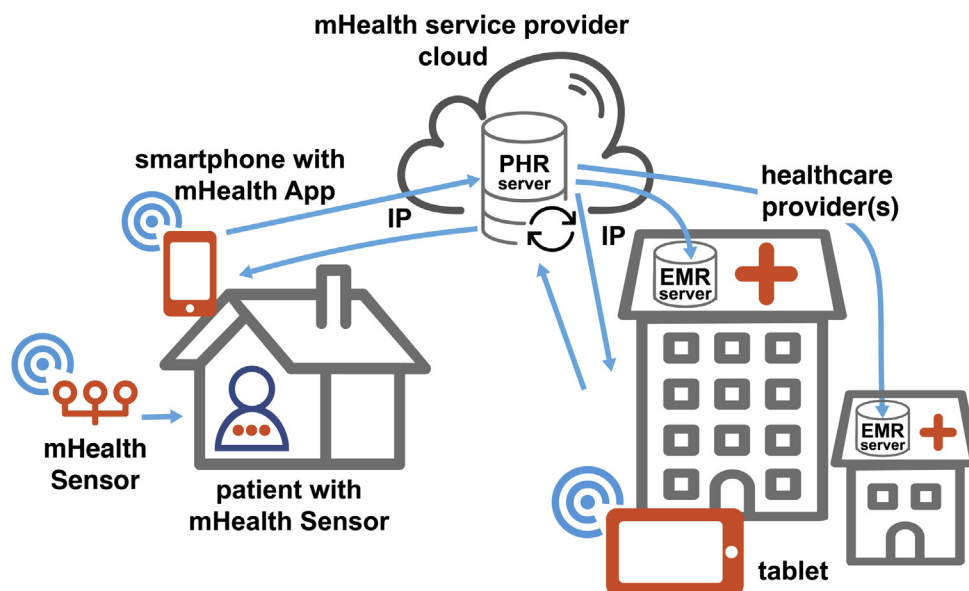 mHealth service provider
cloud
PHR
server
smartphone with
mHealth App
IP
IP
healthcare
provider(s)
EMR
server
EMR
server
mHealth
Sensor
patient with
mHealth Sensor
tablet